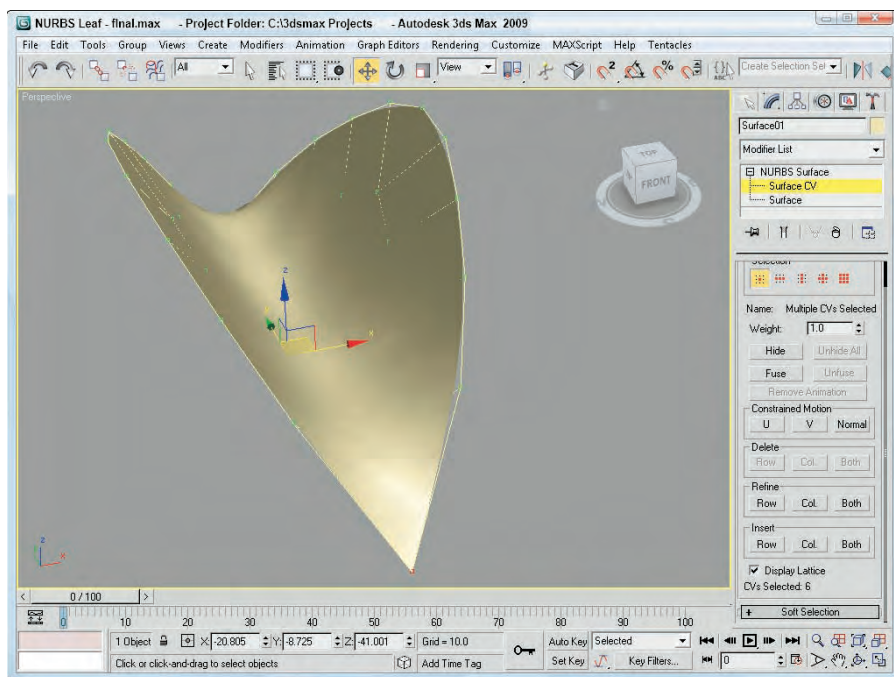 NURBS Leaf - final.max - Project Folder: C:\3dsmax Projects - Autodesk 3ds Max 2009
File Edit Tools Group Views Create Modifiers Animation Graph Editors Rendering Customize MAXScript Help Tentacles
All View Create Selection Set
Perspective
TOP
FRONT
Surface01
Modifier List
NURBS Surface
Surface CV
Surface
Selection
Name: Multiple CVs Selected
Weight: 1.0
Hide Unhide All
Fuse Unfuse
Remove Animation
Constrained Motion
U V Normal
Delete
Row Col. Both
Refine
Row Col. Both
Insert
Row Col. Both
Display Lattice
CVs Selected: 6
+ Soft Selection
z
x
z
x
< 0 / 100 >
0 10 20 30 40 50 60 70 80 90 100
1 Object X: -20.805 Y: -8.725 Z: -41.001 Grid = 10.0 Auto Key Selected
Click or click-and-drag to select objects Add Time Tag Set Key Key Filters... 0